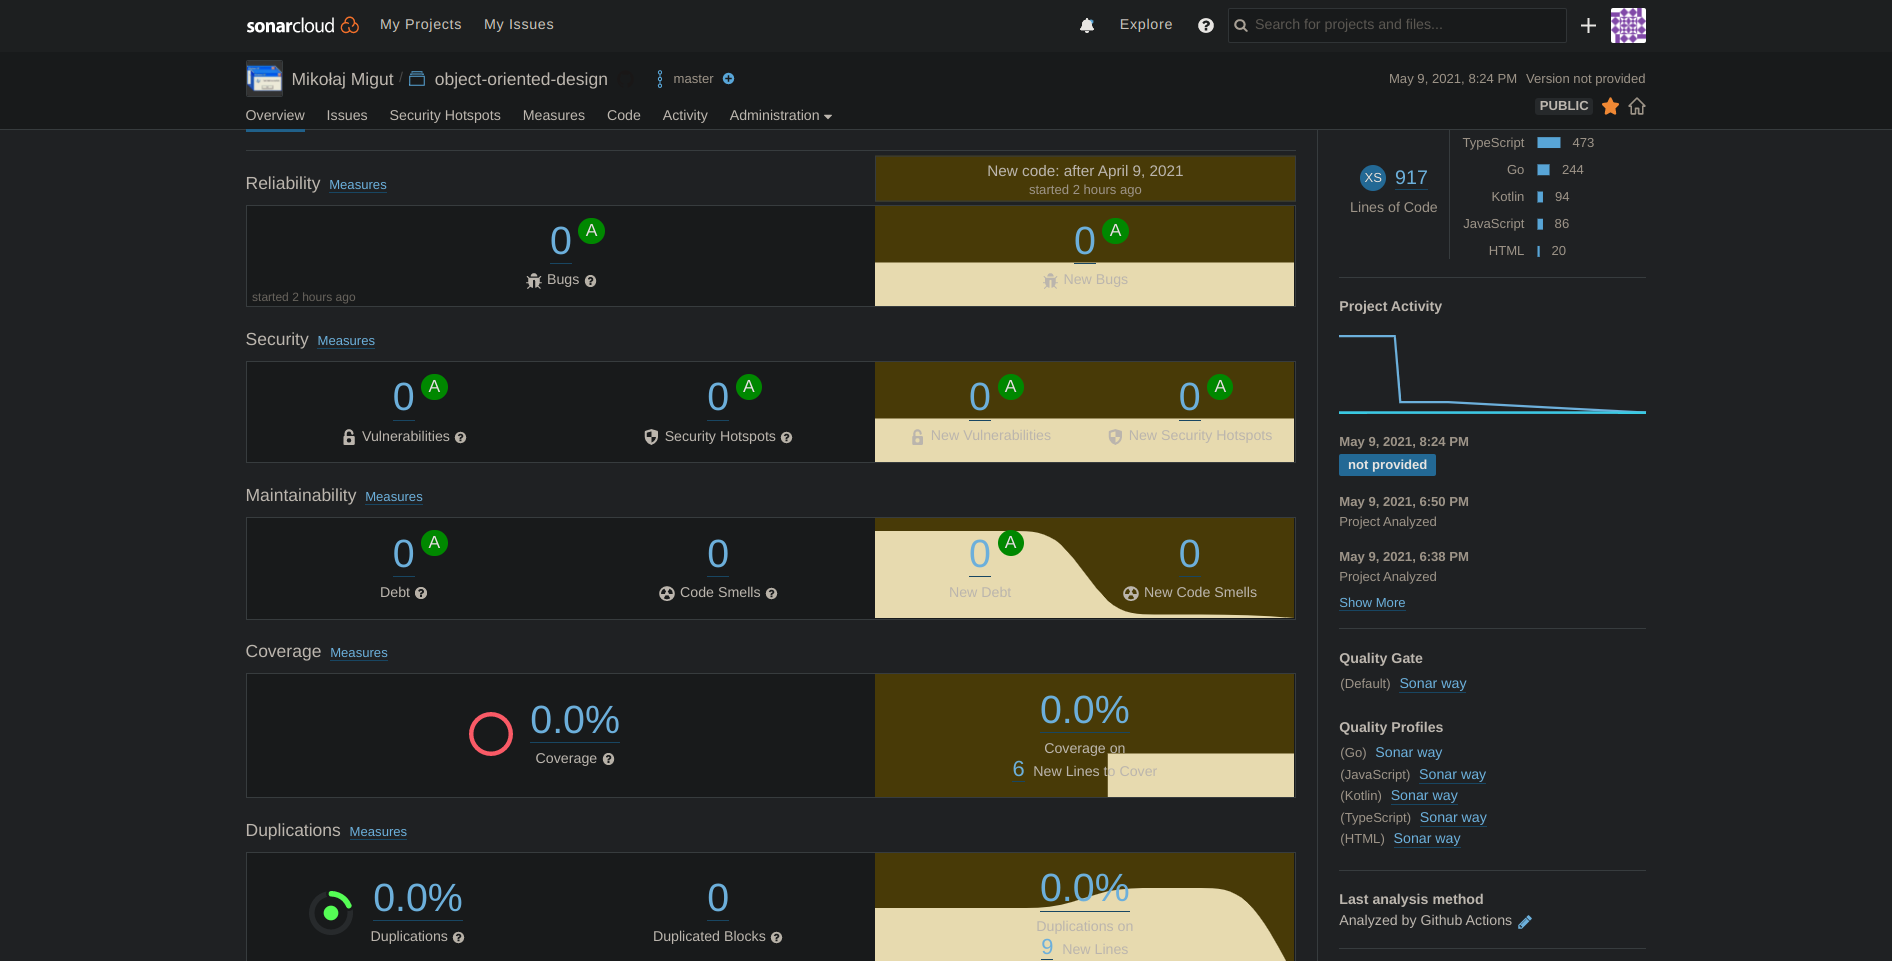 sonarcloud My Projects My Issues Explore Search for projects and files...
Mikołaj Migut / object-oriented-design master May 9, 2021, 8:24 PM Version not provided
PUBLIC
Overview Issues Security Hotspots Measures Code Activity Administration
New code: after April 9, 2021
started 2 hours ago
Reliability Measures
0 A
Bugs
started 2 hours ago
0 A
New Bugs
Security Measures
0 A
Vulnerabilities
0 A
Security Hotspots
0 A
New Vulnerabilities
0 A
New Security Hotspots
Maintainability Measures
0 A
Debt
0
Code Smells
0 A
New Debt
0
New Code Smells
Coverage Measures
0.0%
Coverage
0.0%
Coverage on
6 New Lines to Cover
Duplications Measures
0.0%
Duplications
0
Duplicated Blocks
0.0%
Duplications on
9 New Lines
XS 917
Lines of Code
TypeScript 473
Go 244
Kotlin 94
JavaScript 86
HTML 20
Project Activity
May 9, 2021, 8:24 PM
not provided
May 9, 2021, 6:50 PM
Project Analyzed
May 9, 2021, 6:38 PM
Project Analyzed
Show More
Quality Gate
(Default) Sonar way
Quality Profiles
(Go) Sonar way
(JavaScript) Sonar way
(Kotlin) Sonar way
(TypeScript) Sonar way
(HTML) Sonar way
Last analysis method
Analyzed by Github Actions